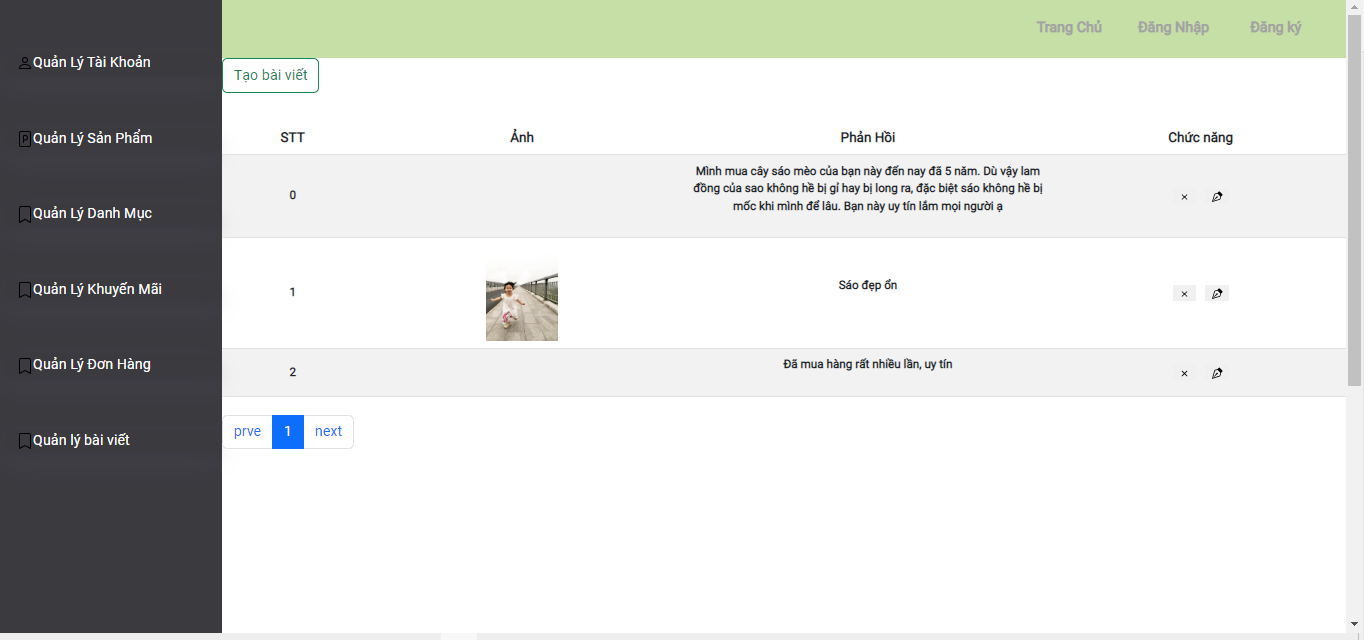 Trang Chủ Đăng Nhập Đăng ký
Quản Lý Tài Khoản
Quản Lý Sản Phẩm
Quản Lý Danh Mục
Quản Lý Khuyến Mãi
Quản Lý Đơn Hàng
Quản lý bài viết
Tạo bài viết
STT Ảnh Phản Hồi Chức năng
0
Mình mua cây sáo mèo của bạn này đến nay đã 5 năm. Dù vậy lam
đồng của sao không hề bị gỉ hay bị long ra, đặc biệt sáo không hề bị
mốc khi mình để lâu. Bạn này uy tín lắm mọi người ạ
1 Sáo đẹp ổn
2 Đã mua hàng rất nhiều lần, uy tín
prve 1 next